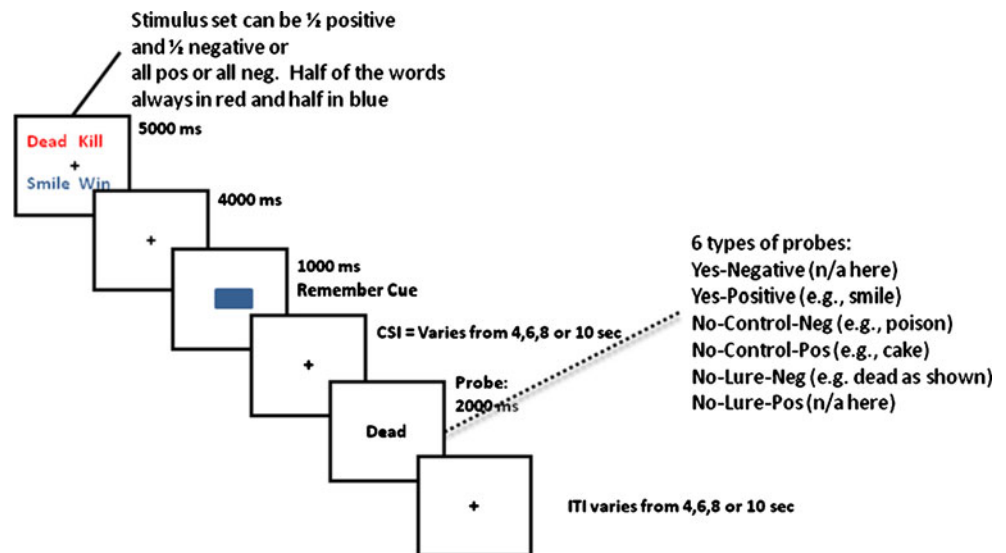 Stimulus set can be ½ positive
and ½ negative or
all pos or all neg. Half of the words
always in red and half in blue
Dead Kill
+
Smile Win
5000 ms
+
4000 ms
1000 ms
Remember Cue
+
CSI = Varies from 4,6,8 or 10 sec
Probe:
2000 ms
Dead
6 types of probes:
Yes-Negative (n/a here)
Yes-Positive (e.g., smile)
No-Control-Neg (e.g., poison)
No-Control-Pos (e.g., cake)
No-Lure-Neg (e.g. dead as shown)
No-Lure-Pos (n/a here)
+
ITI varies from 4,6,8 or 10 sec